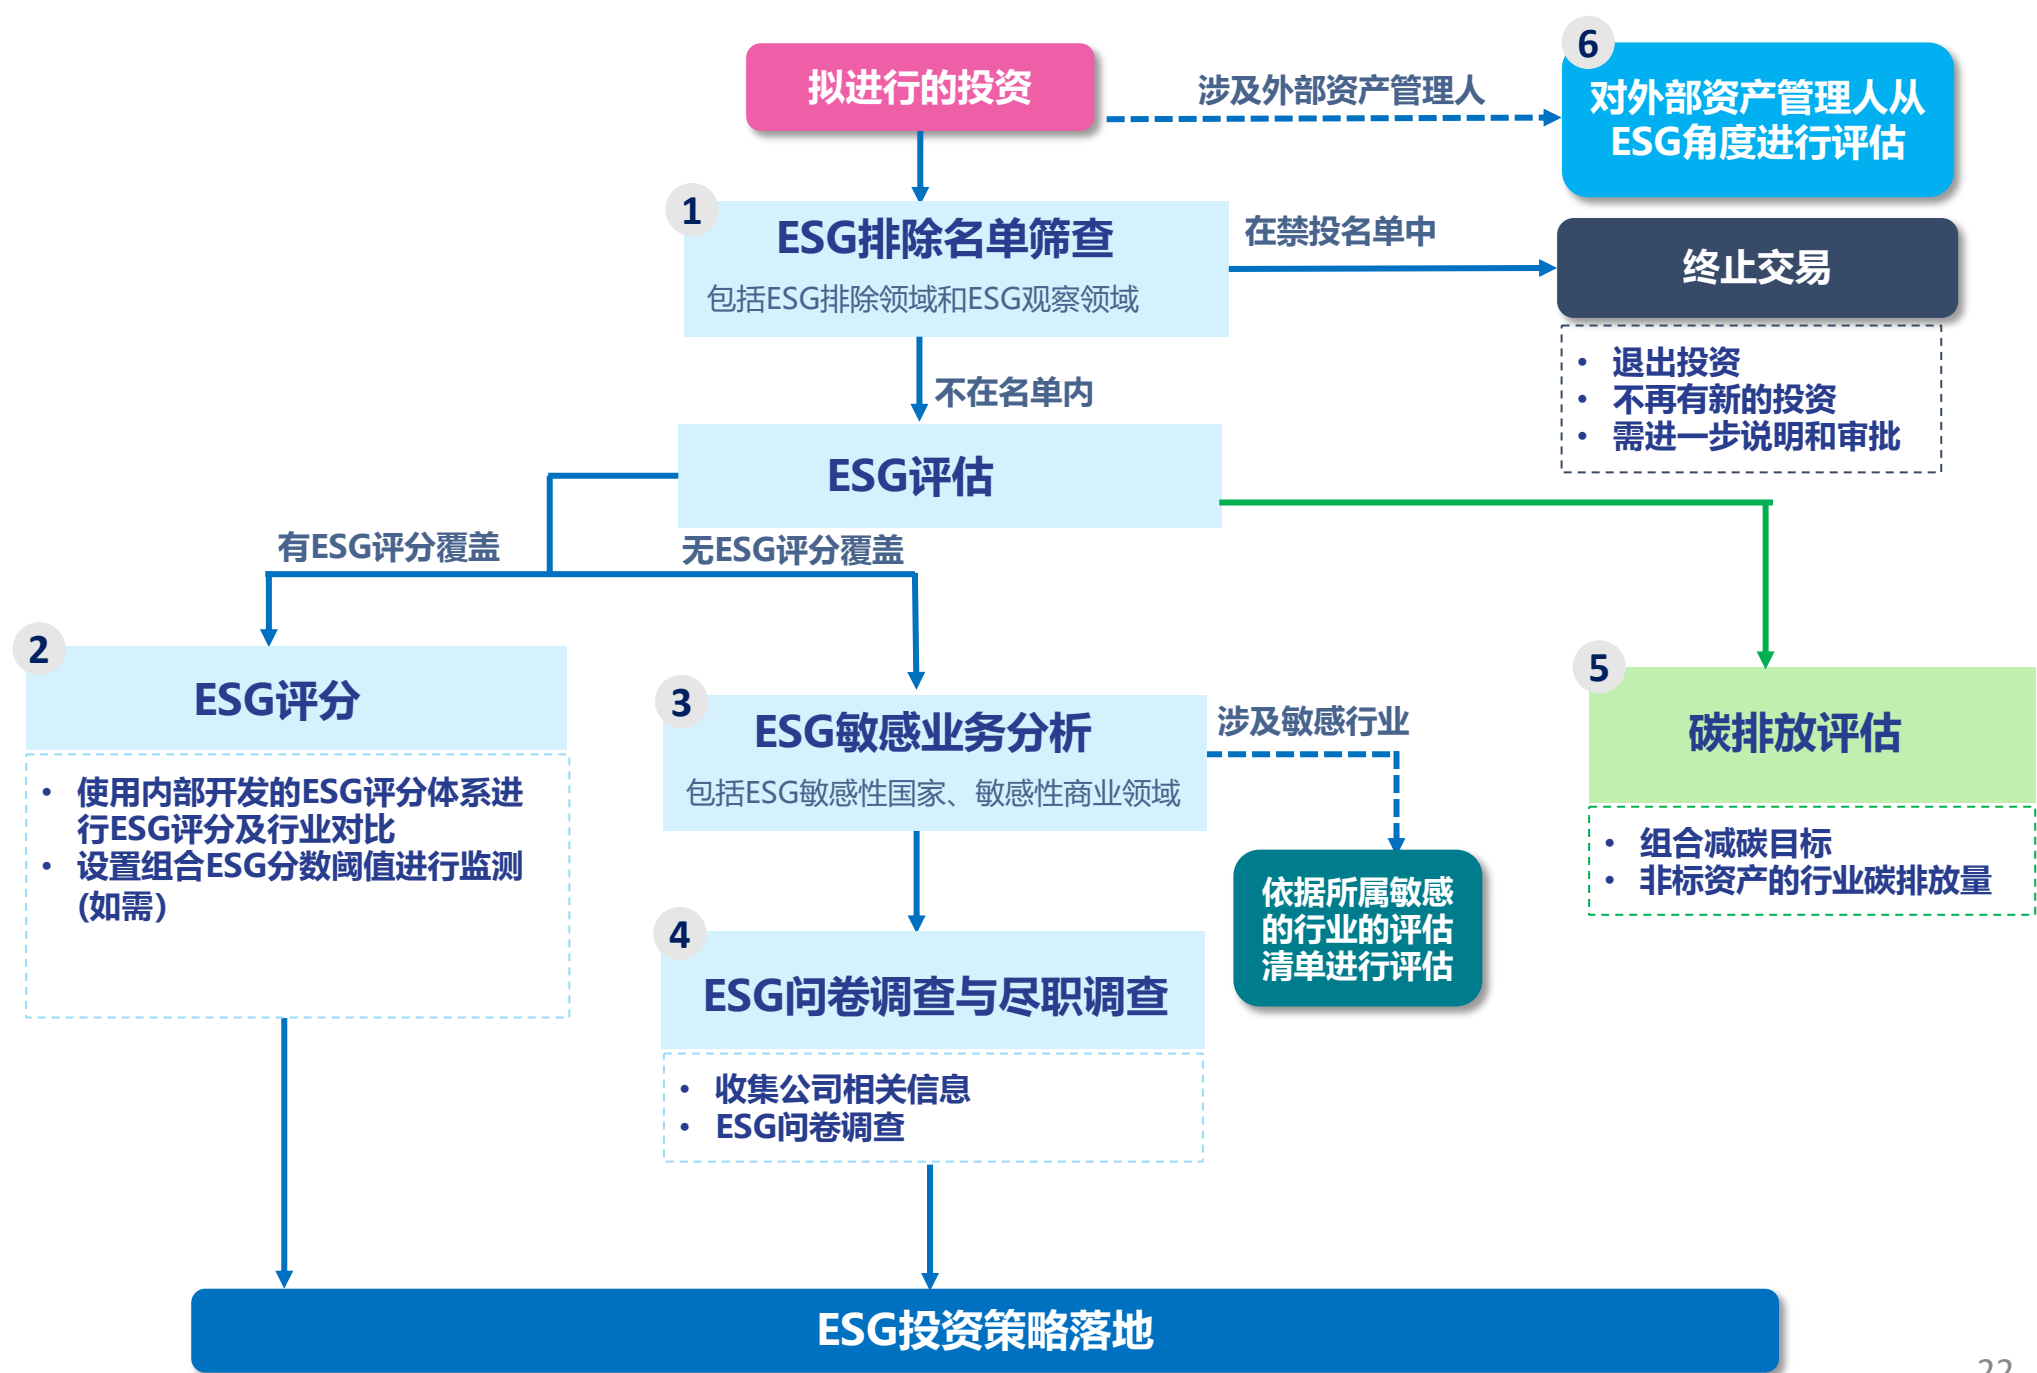 6
拟进行的投资
涉及外部资产管理人
对外部资产管理人从
ESG角度进行评估
1
ESG排除名单筛查
包括ESG排除领域和ESG观察领域
在禁投名单中
终止交易
• 退出投资
• 不再有新的投资
• 需进一步说明和审批
不在名单内
ESG评估
有ESG评分覆盖
无ESG评分覆盖
2
ESG评分
• 使用内部开发的ESG评分体系进
行ESG评分及行业对比
• 设置组合ESG分数阈值进行监测
(如需)
3
ESG敏感业务分析
包括ESG敏感性国家、敏感性商业领域
涉及敏感行业
依据所属敏感
的行业的评估
清单进行评估
5
碳排放评估
• 组合减碳目标
• 非标资产的行业碳排放量
4
ESG问卷调查与尽职调查
• 收集公司相关信息
• ESG问卷调查
ESG投资策略落地
22